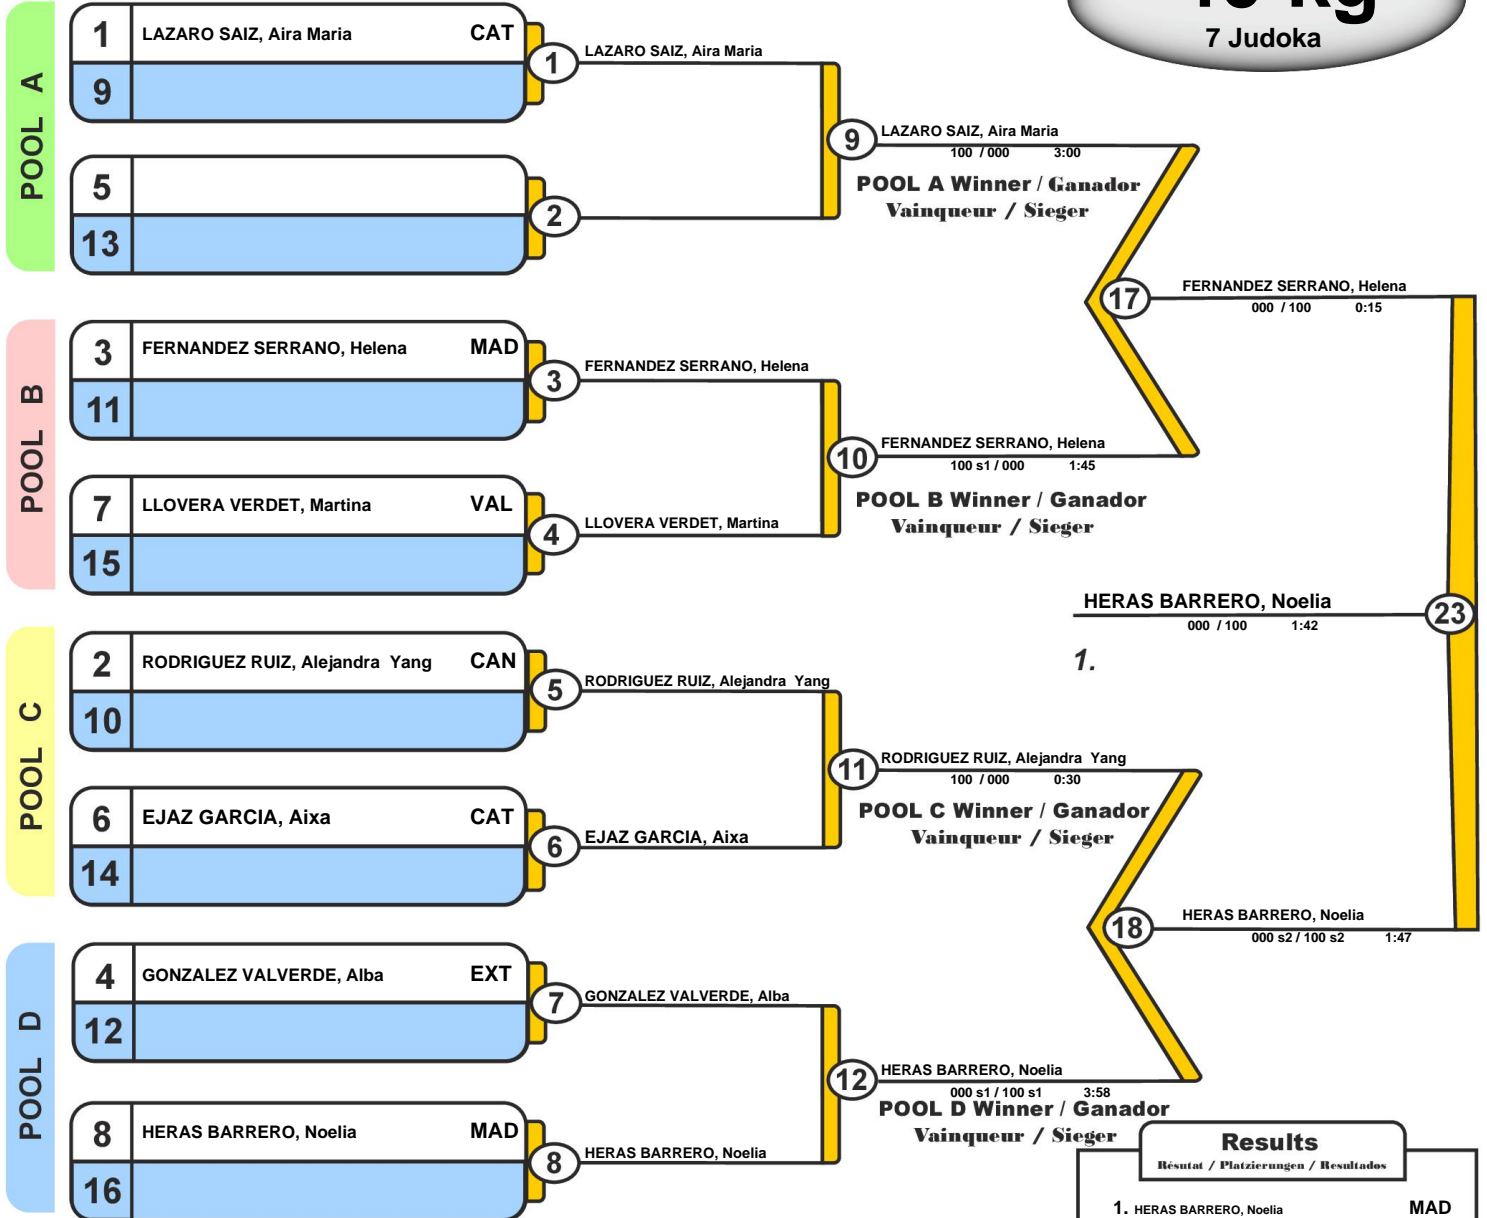 kg
7 Judoka
POOL A
1 LAZARO SAIZ, Aira Maria CAT
9
1 LAZARO SAIZ, Aira Maria
5
13
2
9 LAZARO SAIZ, Aira Maria
100 / 000 3:00
POOL A Winner / Ganador
Vainqueur / Sieger
POOL B
3 FERNANDEZ SERRANO, Helena MAD
11
3 FERNANDEZ SERRANO, Helena
7 LLOVERA VERDET, Martina VAL
15
4 LLOVERA VERDET, Martina
10 FERNANDEZ SERRANO, Helena
100 s1 / 000 1:45
POOL B Winner / Ganador
Vainqueur / Sieger
17 FERNANDEZ SERRANO, Helena
000 / 100 0:15
HERAS BARRERO, Noelia 23
000 / 100 1:42
1.
POOL C
2 RODRIGUEZ RUIZ, Alejandra Yang CAN
10
5 RODRIGUEZ RUIZ, Alejandra Yang
6 EJAZ GARCIA, Aixa CAT
14
6 EJAZ GARCIA, Aixa
11 RODRIGUEZ RUIZ, Alejandra Yang
100 / 000 0:30
POOL C Winner / Ganador
Vainqueur / Sieger
18 HERAS BARRERO, Noelia
000 s2 / 100 s2 1:47
POOL D
4 GONZALEZ VALVERDE, Alba EXT
12
7 GONZALEZ VALVERDE, Alba
8 HERAS BARRERO, Noelia MAD
16
8 HERAS BARRERO, Noelia
12 HERAS BARRERO, Noelia
000 s1 / 100 s1 3:58
POOL D Winner / Ganador
Vainqueur / Sieger
Results
Résutat / Platzierungen / Resultados
1. HERAS BARRERO, Noelia MAD